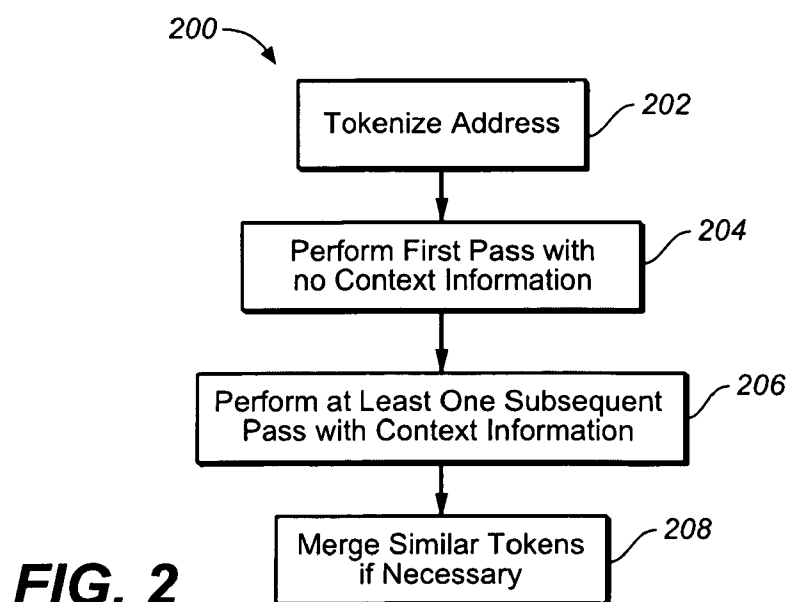 200
Tokenize Address
202
Perform First Pass with
no Context Information
204
Perform at Least One Subsequent
Pass with Context Information
206
Merge Similar Tokens
if Necessary
208
FIG. 2